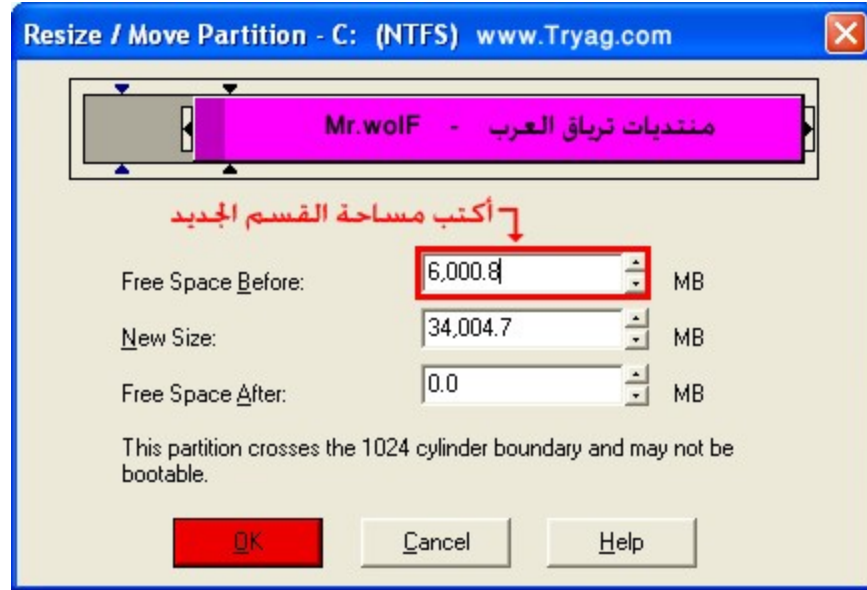 Resize / Move Partition - C: (NTFS) www.Tryag.com
منتديات ترياق العرب - Mr.wolF
أكتب مساحة القسم الجديد
Free Space Before: 6,000.8 MB
New Size: 34,004.7 MB
Free Space After: 0.0 MB
This partition crosses the 1024 cylinder boundary and may not be
bootable.
OK Cancel Help